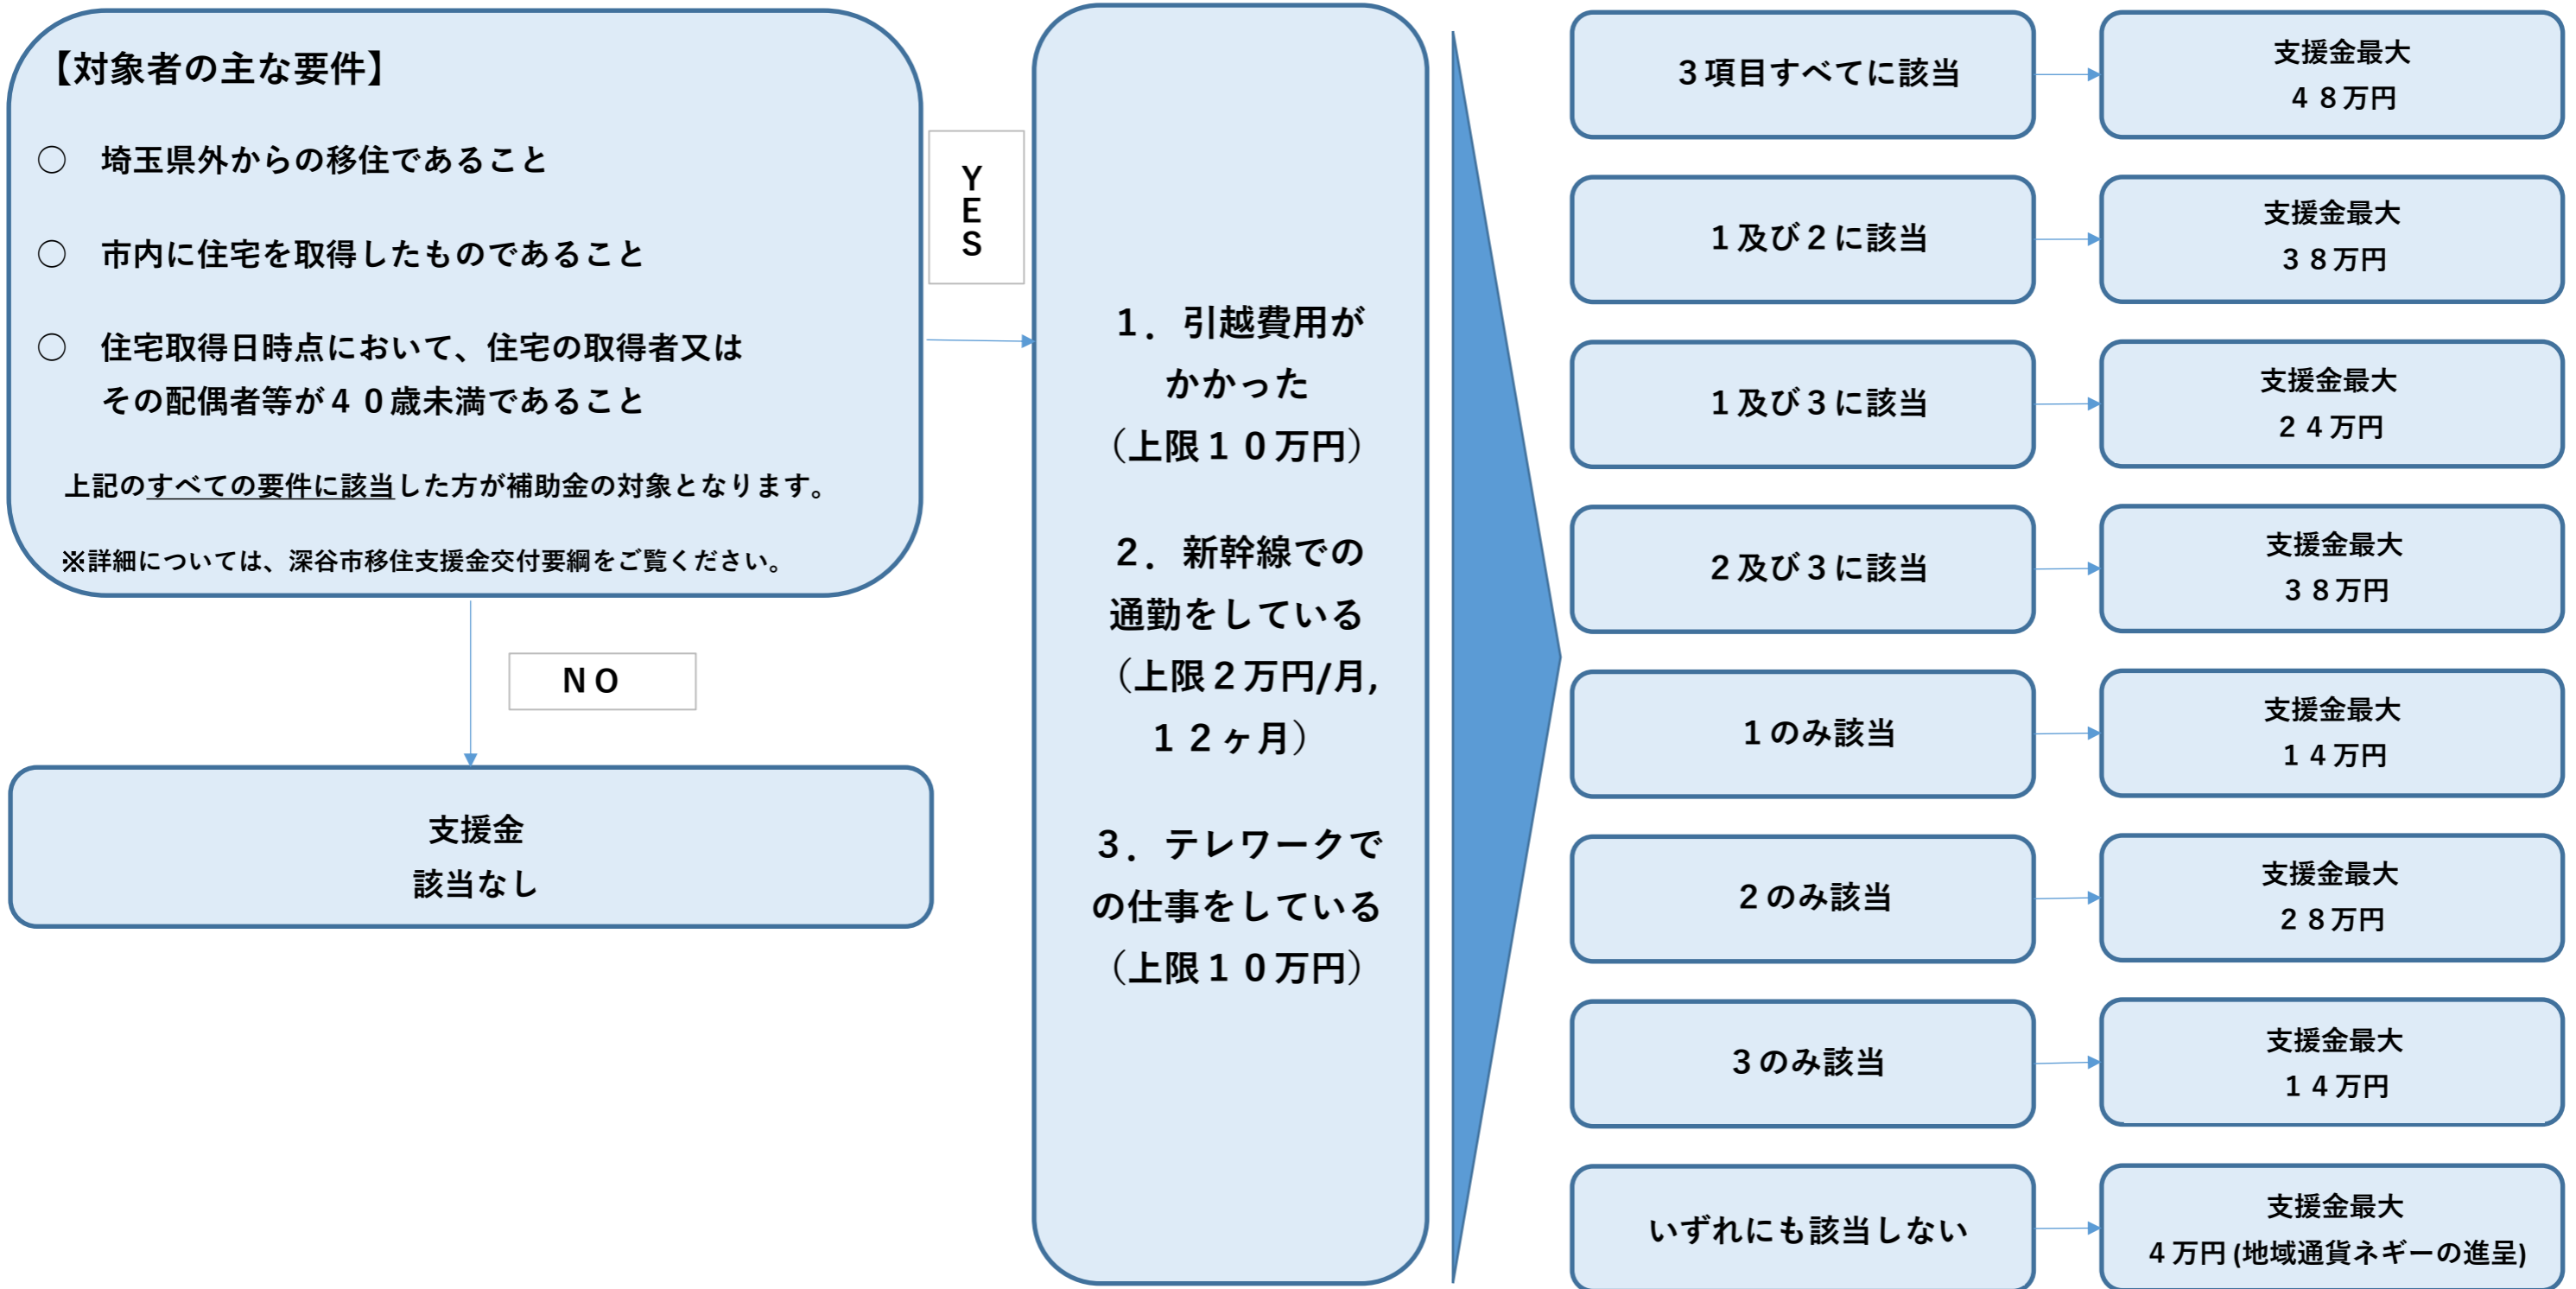 【対象者の主な要件】
○　埼玉県外からの移住であること
○　市内に住宅を取得したものであること
○　住宅取得日時点において、住宅の取得者又は
その配偶者等が４０歳未満であること
上記のすべての要件に該当した方が補助金の対象となります。
※詳細については、深谷市移住支援金交付要綱をご覧ください。
YES
ＮＯ
支援金
該当なし
１．引越費用が
かかった
（上限１０万円）
２．新幹線での
通勤をしている
（上限２万円/月,
１２ヶ月）
３．テレワークで
の仕事をしている
（上限１０万円）
３項目すべてに該当
支援金最大
４８万円
１及び２に該当
支援金最大
３８万円
１及び３に該当
支援金最大
２４万円
２及び３に該当
支援金最大
３８万円
１のみ該当
支援金最大
１４万円
２のみ該当
支援金最大
２８万円
３のみ該当
支援金最大
１４万円
いずれにも該当しない
支援金最大
４万円(地域通貨ネギーの進呈)